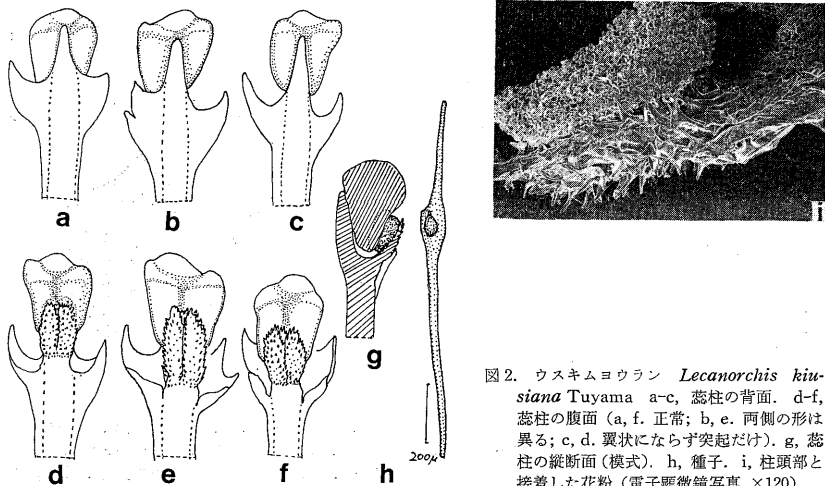 a
b
c
d
e
f
g
h
i
200μ
図2. ウスキムヨウラン Lecanorchis kiu-
siana Tuyama a-c, 蕊柱の背面. d-f,
蕊柱の腹面 (a, f. 正常; b, e. 両側の形は
異る; c, d. 翼状にならず突起だけ). g, 蕊
柱の縦断面 (模式). h, 種子. i, 柱頭部と
接着した花粉 (電子顕微鏡写真, ×120)